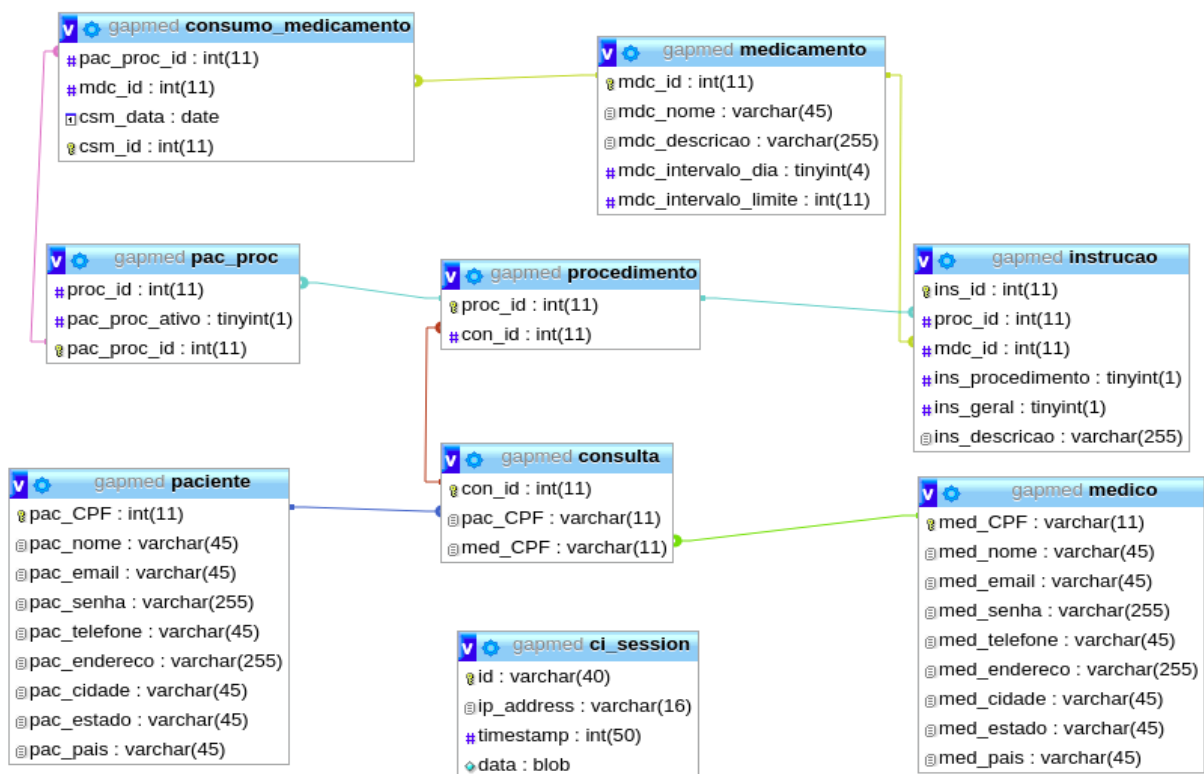 gapmed consumo_medicamento
pac_proc_id : int(11)
mdc_id : int(11)
csm_data : date
csm_id : int(11)
gapmed medicamento
mdc_id : int(11)
mdc_nome : varchar(45)
mdc_descricao : varchar(255)
mdc_intervalo_dia : tinyint(4)
mdc_intervalo_limite : int(11)
gapmed pac_proc
proc_id : int(11)
pac_proc_ativo : tinyint(1)
pac_proc_id : int(11)
gapmed procedimento
proc_id : int(11)
con_id : int(11)
gapmed instrucao
ins_id : int(11)
proc_id : int(11)
mdc_id : int(11)
ins_procedimento : tinyint(1)
ins_geral : tinyint(1)
ins_descricao : varchar(255)
gapmed paciente
pac_CPF : int(11)
pac_nome : varchar(45)
pac_email : varchar(45)
pac_senha : varchar(255)
pac_telefone : varchar(45)
pac_endereco : varchar(255)
pac_cidade : varchar(45)
pac_estado : varchar(45)
pac_pais : varchar(45)
gapmed consulta
con_id : int(11)
pac_CPF : varchar(11)
med_CPF : varchar(11)
gapmed medico
med_CPF : varchar(11)
med_nome : varchar(45)
med_email : varchar(45)
med_senha : varchar(255)
med_telefone : varchar(45)
med_endereco : varchar(255)
med_cidade : varchar(45)
med_estado : varchar(45)
med_pais : varchar(45)
gapmed ci_session
id : varchar(40)
ip_address : varchar(16)
timestamp : int(50)
data : blob